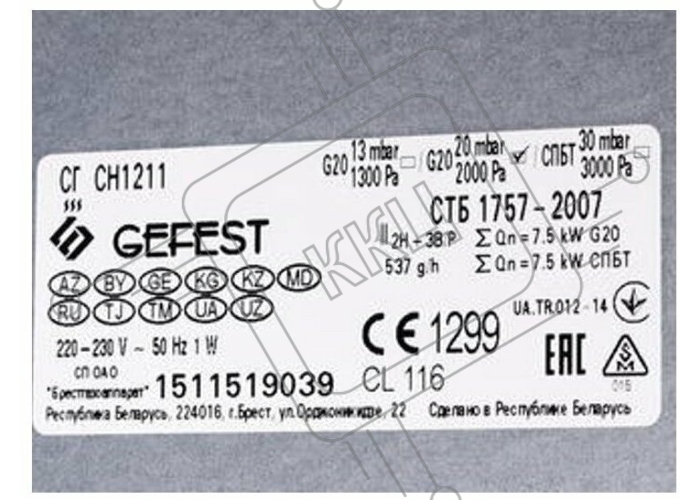 СГ CH1211
G20 13 mbar 1300 Pa / G20 20 mbar 2000 Pa / СПБТ 30 mbar 3000 Pa
СТБ 1757-2007
GEFEST
2H-3B/P
∑Qn=7.5 kW G20
537 g/h
∑Qn=7.5 kW СПБТ
AZ BY GE KG KZ MD
RU TJ TM UA UZ
UA.TR.012-14
CE 1299
220-230 V ~ 50 Hz 1 W
EAC
СП ОАО
"Брестгазоаппарат" 1511519039
CL 116
016
Республика Беларусь, 224016, г.Брест, ул.Орджоникидзе, 22 Сделано в Республике Беларусь
ККЦ